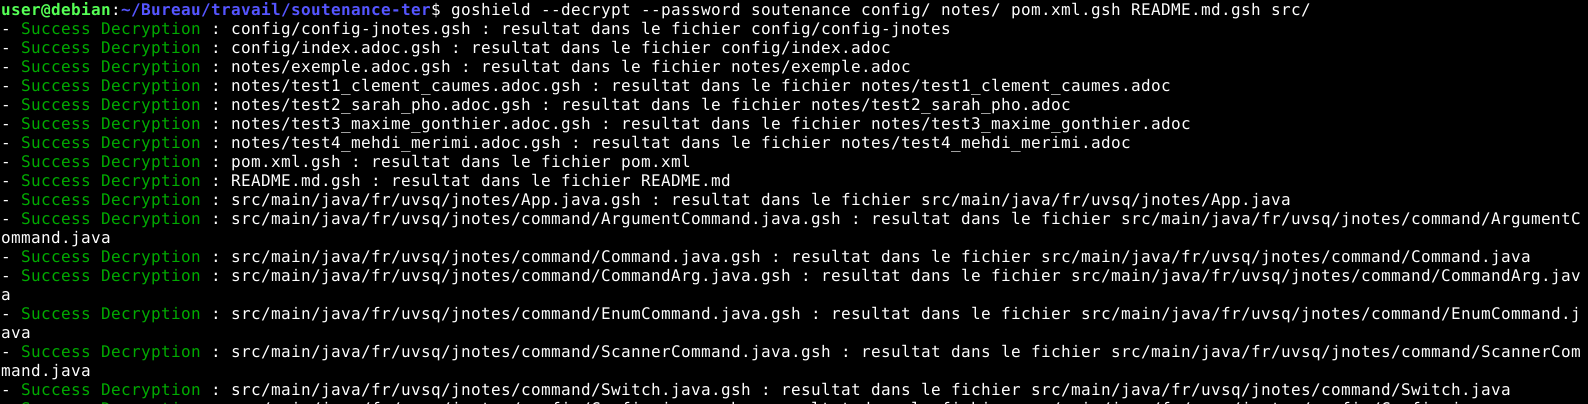 user@debian:~/Bureau/travail/soutenance-ter$ goshield --decrypt --password soutenance config/ notes/ pom.xml.gsh README.md.gsh src/
- Success Decryption : config/config-jnotes.gsh : resultat dans le fichier config/config-jnotes
- Success Decryption : config/index.adoc.gsh : resultat dans le fichier config/index.adoc
- Success Decryption : notes/exemple.adoc.gsh : resultat dans le fichier notes/exemple.adoc
- Success Decryption : notes/test1_clement_caumes.adoc.gsh : resultat dans le fichier notes/test1_clement_caumes.adoc
- Success Decryption : notes/test2_sarah_pho.adoc.gsh : resultat dans le fichier notes/test2_sarah_pho.adoc
- Success Decryption : notes/test3_maxime_gonthier.adoc.gsh : resultat dans le fichier notes/test3_maxime_gonthier.adoc
- Success Decryption : notes/test4_mehdi_merimi.adoc.gsh : resultat dans le fichier notes/test4_mehdi_merimi.adoc
- Success Decryption : pom.xml.gsh : resultat dans le fichier pom.xml
- Success Decryption : README.md.gsh : resultat dans le fichier README.md
- Success Decryption : src/main/java/fr/uvsq/jnotes/App.java.gsh : resultat dans le fichier src/main/java/fr/uvsq/jnotes/App.java
- Success Decryption : src/main/java/fr/uvsq/jnotes/command/ArgumentCommand.java.gsh : resultat dans le fichier src/main/java/fr/uvsq/jnotes/command/ArgumentC
ommand.java
- Success Decryption : src/main/java/fr/uvsq/jnotes/command/Command.java.gsh : resultat dans le fichier src/main/java/fr/uvsq/jnotes/command/Command.java
- Success Decryption : src/main/java/fr/uvsq/jnotes/command/CommandArg.java.gsh : resultat dans le fichier src/main/java/fr/uvsq/jnotes/command/CommandArg.jav
a
- Success Decryption : src/main/java/fr/uvsq/jnotes/command/EnumCommand.java.gsh : resultat dans le fichier src/main/java/fr/uvsq/jnotes/command/EnumCommand.j
ava
- Success Decryption : src/main/java/fr/uvsq/jnotes/command/ScannerCommand.java.gsh : resultat dans le fichier src/main/java/fr/uvsq/jnotes/command/ScannerCom
mand.java
- Success Decryption : src/main/java/fr/uvsq/jnotes/command/Switch.java.gsh : resultat dans le fichier src/main/java/fr/uvsq/jnotes/command/Switch.java